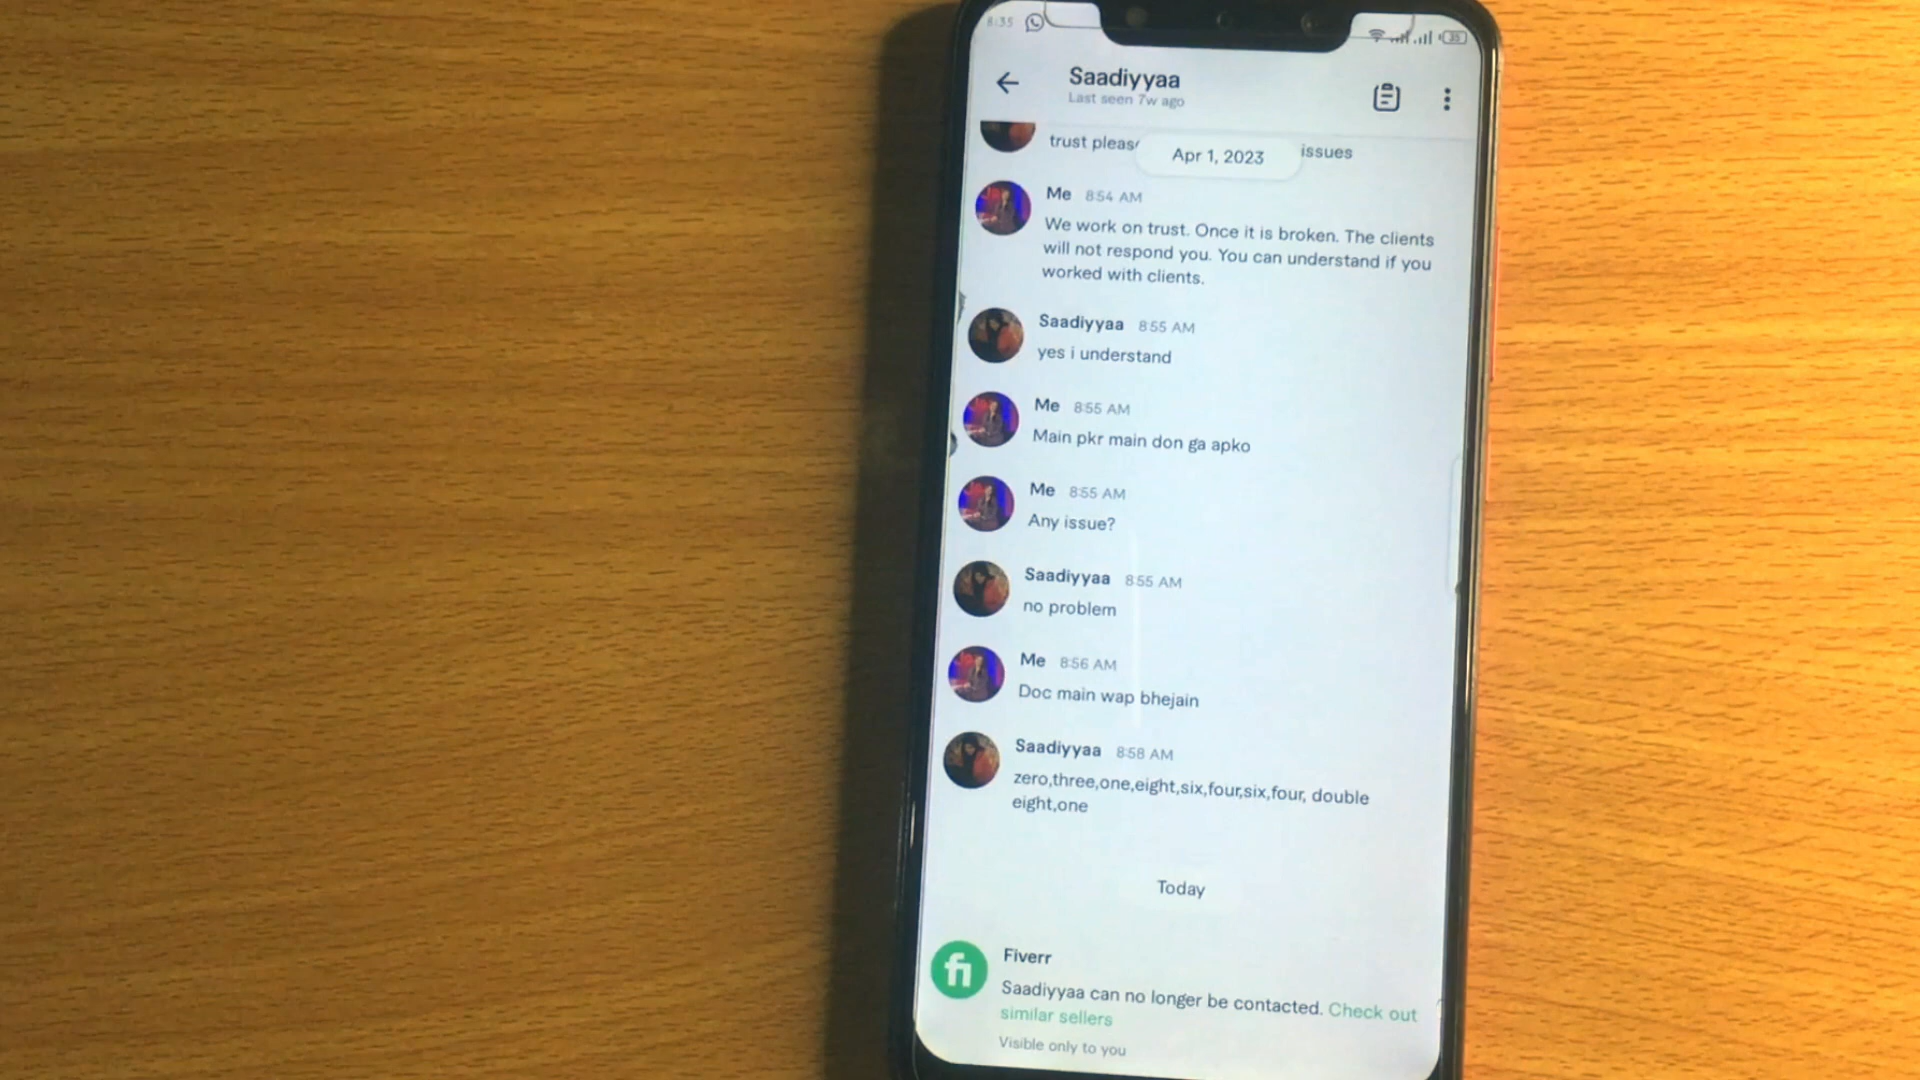 8:35
35
Saadiyyaa
Last seen 7w ago
trust please
issues
Apr 1, 2023
Me 8:54 AM
We work on trust. Once it is broken. The clients
will not respond you. You can understand if you
worked with clients.
Saadiyyaa 8:55 AM
yes i understand
Me 8:55 AM
Main pkr main don ga apko
Me 8:55 AM
Any issue?
Saadiyyaa 8:55 AM
no problem
Me 8:56 AM
Doc main wap bhejain
Saadiyyaa 8:58 AM
zero,three,one,eight,six,four,six,four, double
eight,one
Today
fi
Fiverr
Saadiyyaa can no longer be contacted. Check out
similar sellers
Visible only to you